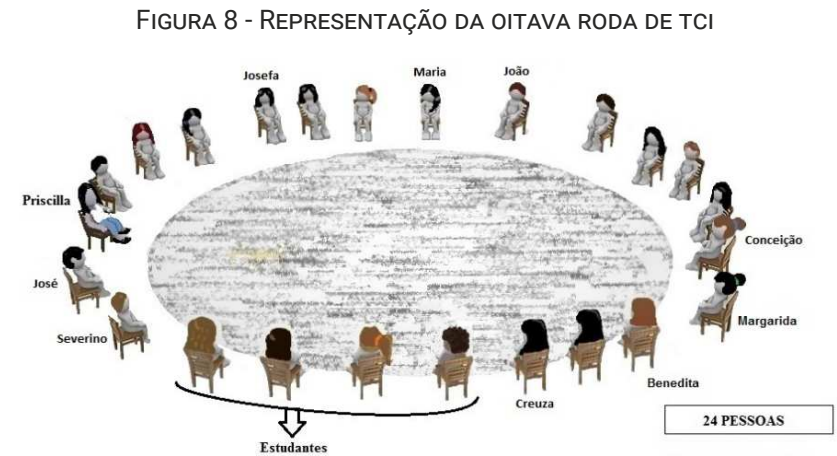 FIGURA 8 - REPRESENTAÇÃO DA OITAVA RODA DE TCI
Josefa
Maria
João
Priscilla
Conceição
José
Margarida
Severino
Benedita
Creuza
24 PESSOAS
Estudantes